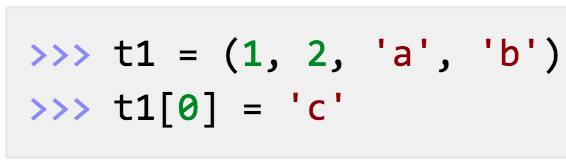 >>> t1 = (1, 2, 'a', 'b')
>>> t1[0] = 'c'